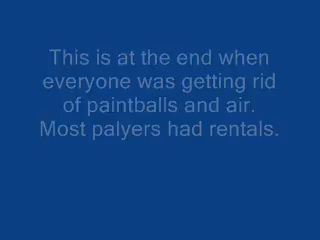 This is at the end when
everyone was getting rid
of paintballs and air.
Most palyers had rentals.